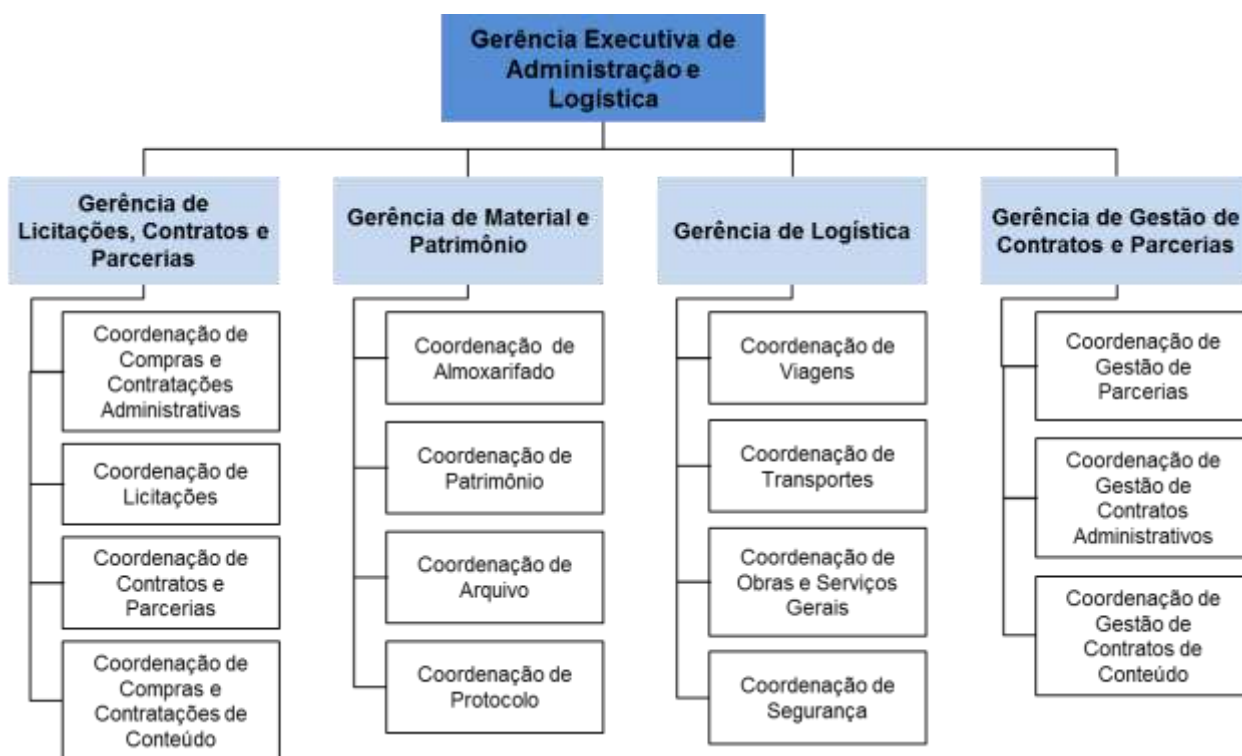 Gerência Executiva de
Administração e
Logística
Gerência de
Licitações, Contratos e
Parcerias
Coordenação de
Compras e
Contratações
Administrativas
Coordenação de
Licitações
Coordenação de
Contratos e
Parcerias
Coordenação de
Compras e
Contratações de
Conteúdo
Gerência de Material e
Patrimônio
Coordenação de
Almoxarifado
Coordenação de
Patrimônio
Coordenação de
Arquivo
Coordenação de
Protocolo
Gerência de Logística
Coordenação de
Viagens
Coordenação de
Transportes
Coordenação de
Obras e Serviços
Gerais
Coordenação de
Segurança
Gerência de Gestão de
Contratos e Parcerias
Coordenação de
Gestão de
Parcerias
Coordenação de
Gestão de
Contratos
Administrativos
Coordenação de
Gestão de
Contratos de
Conteúdo